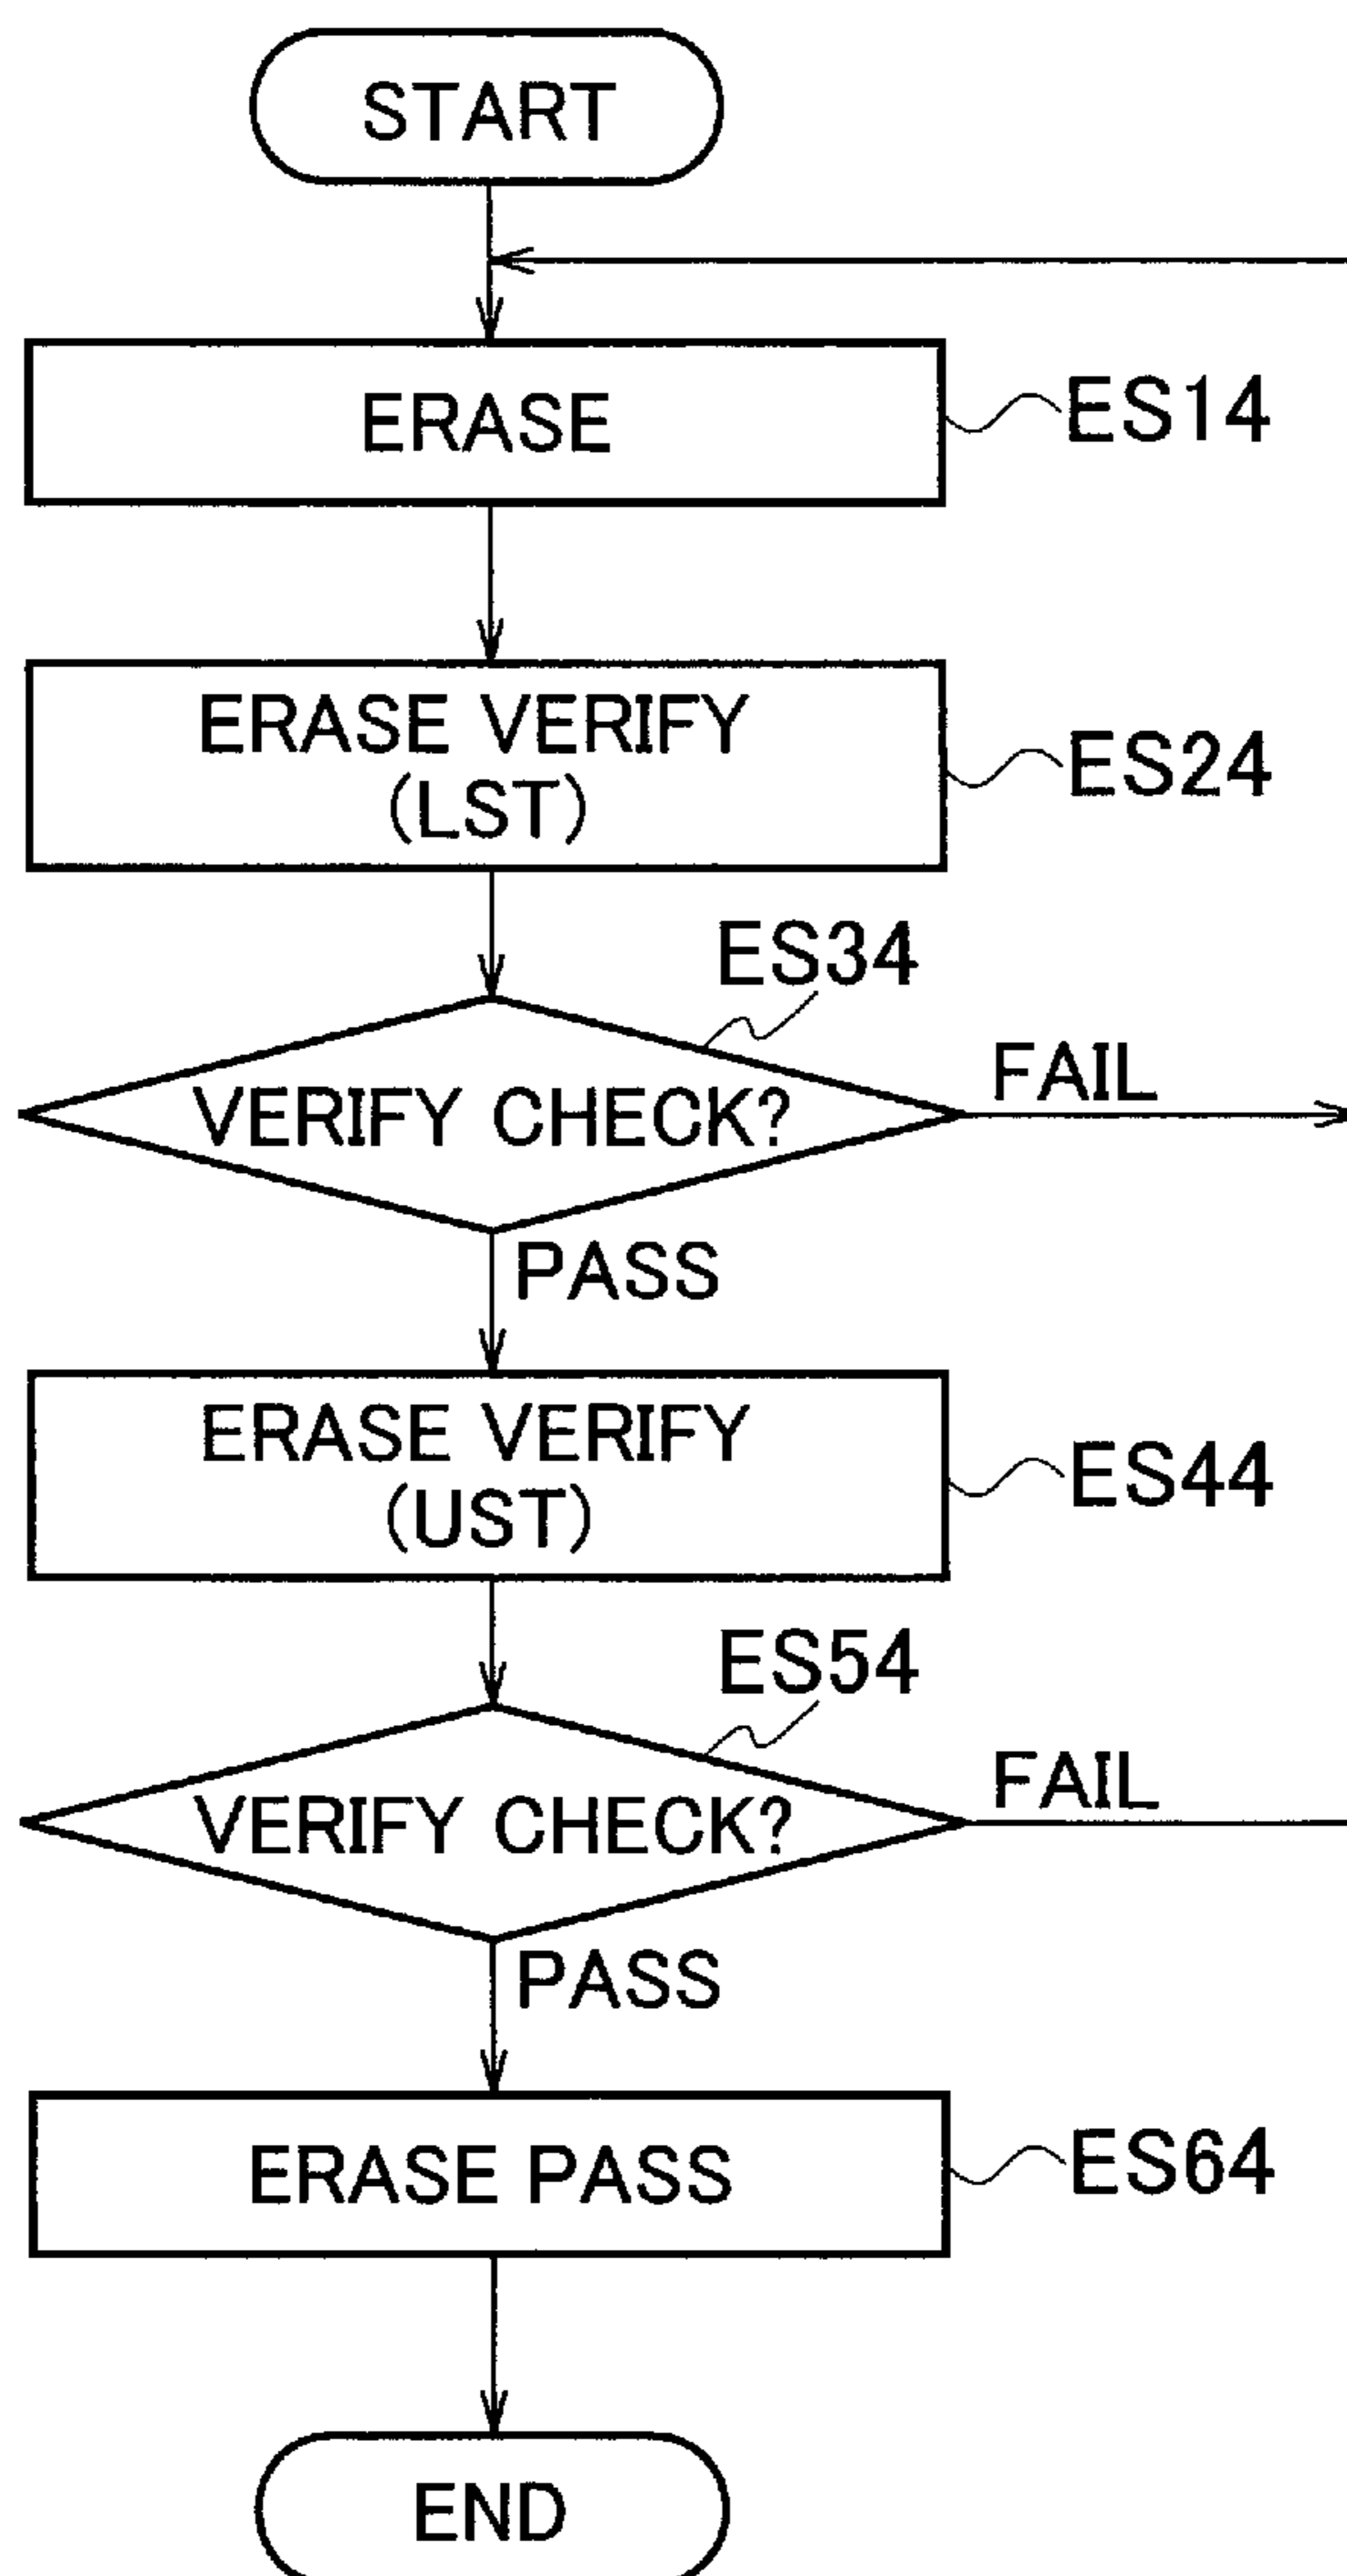 START
ERASE
ES14
ERASE VERIFY
(LST)
ES24
ES34
VERIFY CHECK?
FAIL
PASS
ERASE VERIFY
(UST)
ES44
ES54
VERIFY CHECK?
FAIL
PASS
ERASE PASS
ES64
END